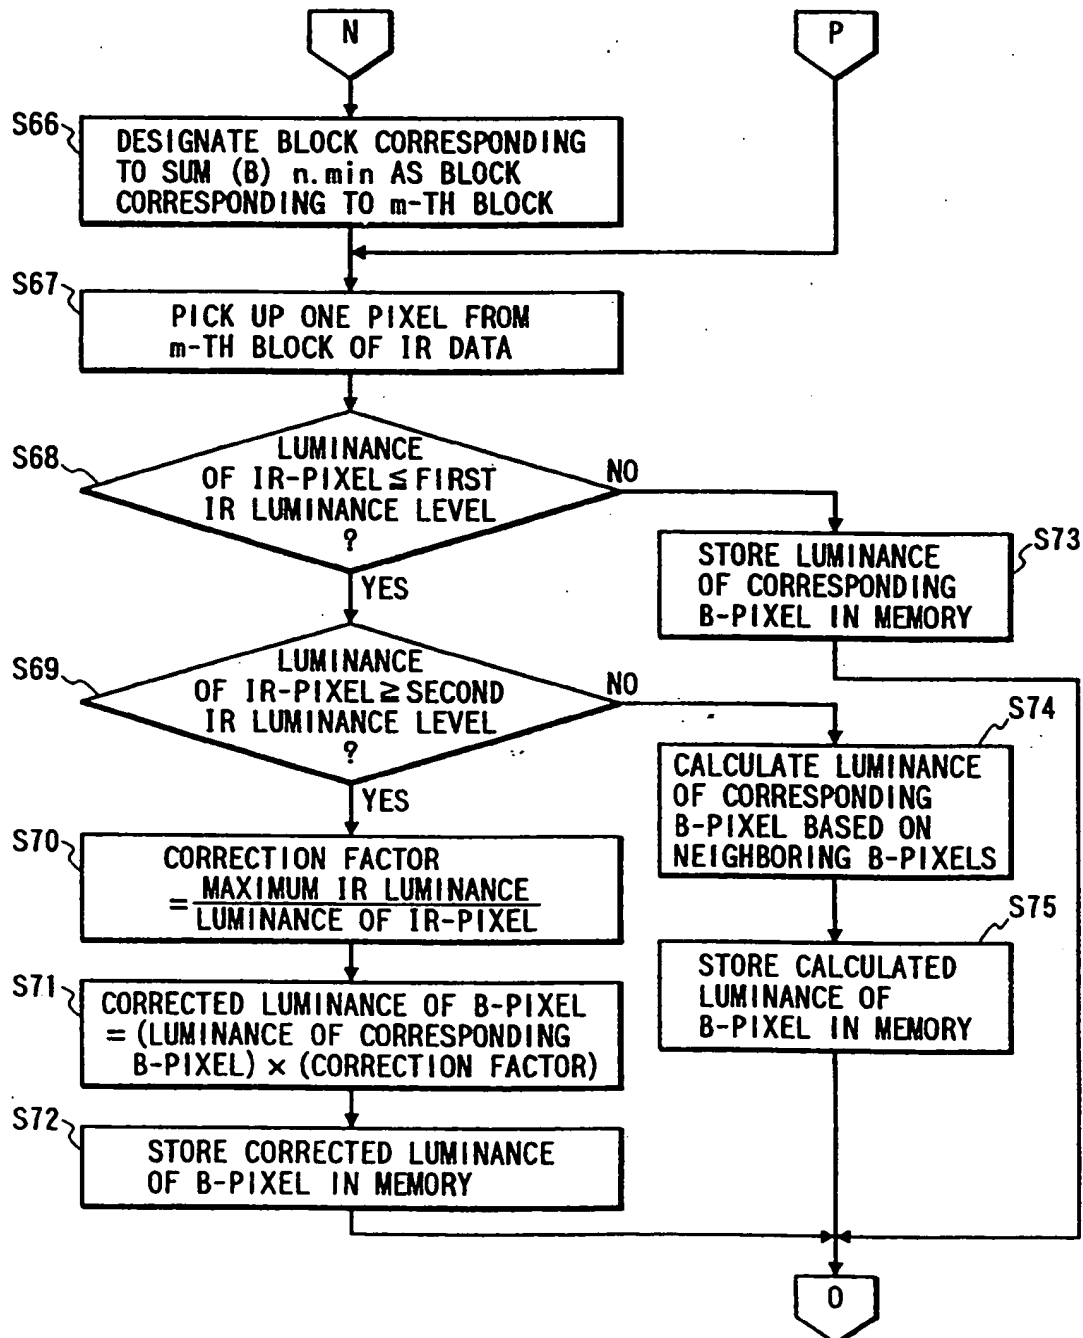 N
P
S66
DESIGNATE BLOCK CORRESPONDING
TO SUM (B) n.min AS BLOCK
CORRESPONDING TO m-TH BLOCK
S67
PICK UP ONE PIXEL FROM
m-TH BLOCK OF IR DATA
S68
LUMINANCE
OF IR-PIXEL ≦ FIRST
IR LUMINANCE LEVEL
?
NO
YES
S73
STORE LUMINANCE
OF CORRESPONDING
B-PIXEL IN MEMORY
S69
LUMINANCE
OF IR-PIXEL ≧ SECOND
IR LUMINANCE LEVEL
?
NO
YES
S74
CALCULATE LUMINANCE
OF CORRESPONDING
B-PIXEL BASED ON
NEIGHBORING B-PIXELS
S70
CORRECTION FACTOR
= MAXIMUM IR LUMINANCE
LUMINANCE OF IR-PIXEL
S75
STORE CALCULATED
LUMINANCE OF
B-PIXEL IN MEMORY
S71
CORRECTED LUMINANCE OF B-PIXEL
= (LUMINANCE OF CORRESPONDING
B-PIXEL) × (CORRECTION FACTOR)
S72
STORE CORRECTED LUMINANCE
OF B-PIXEL IN MEMORY
O